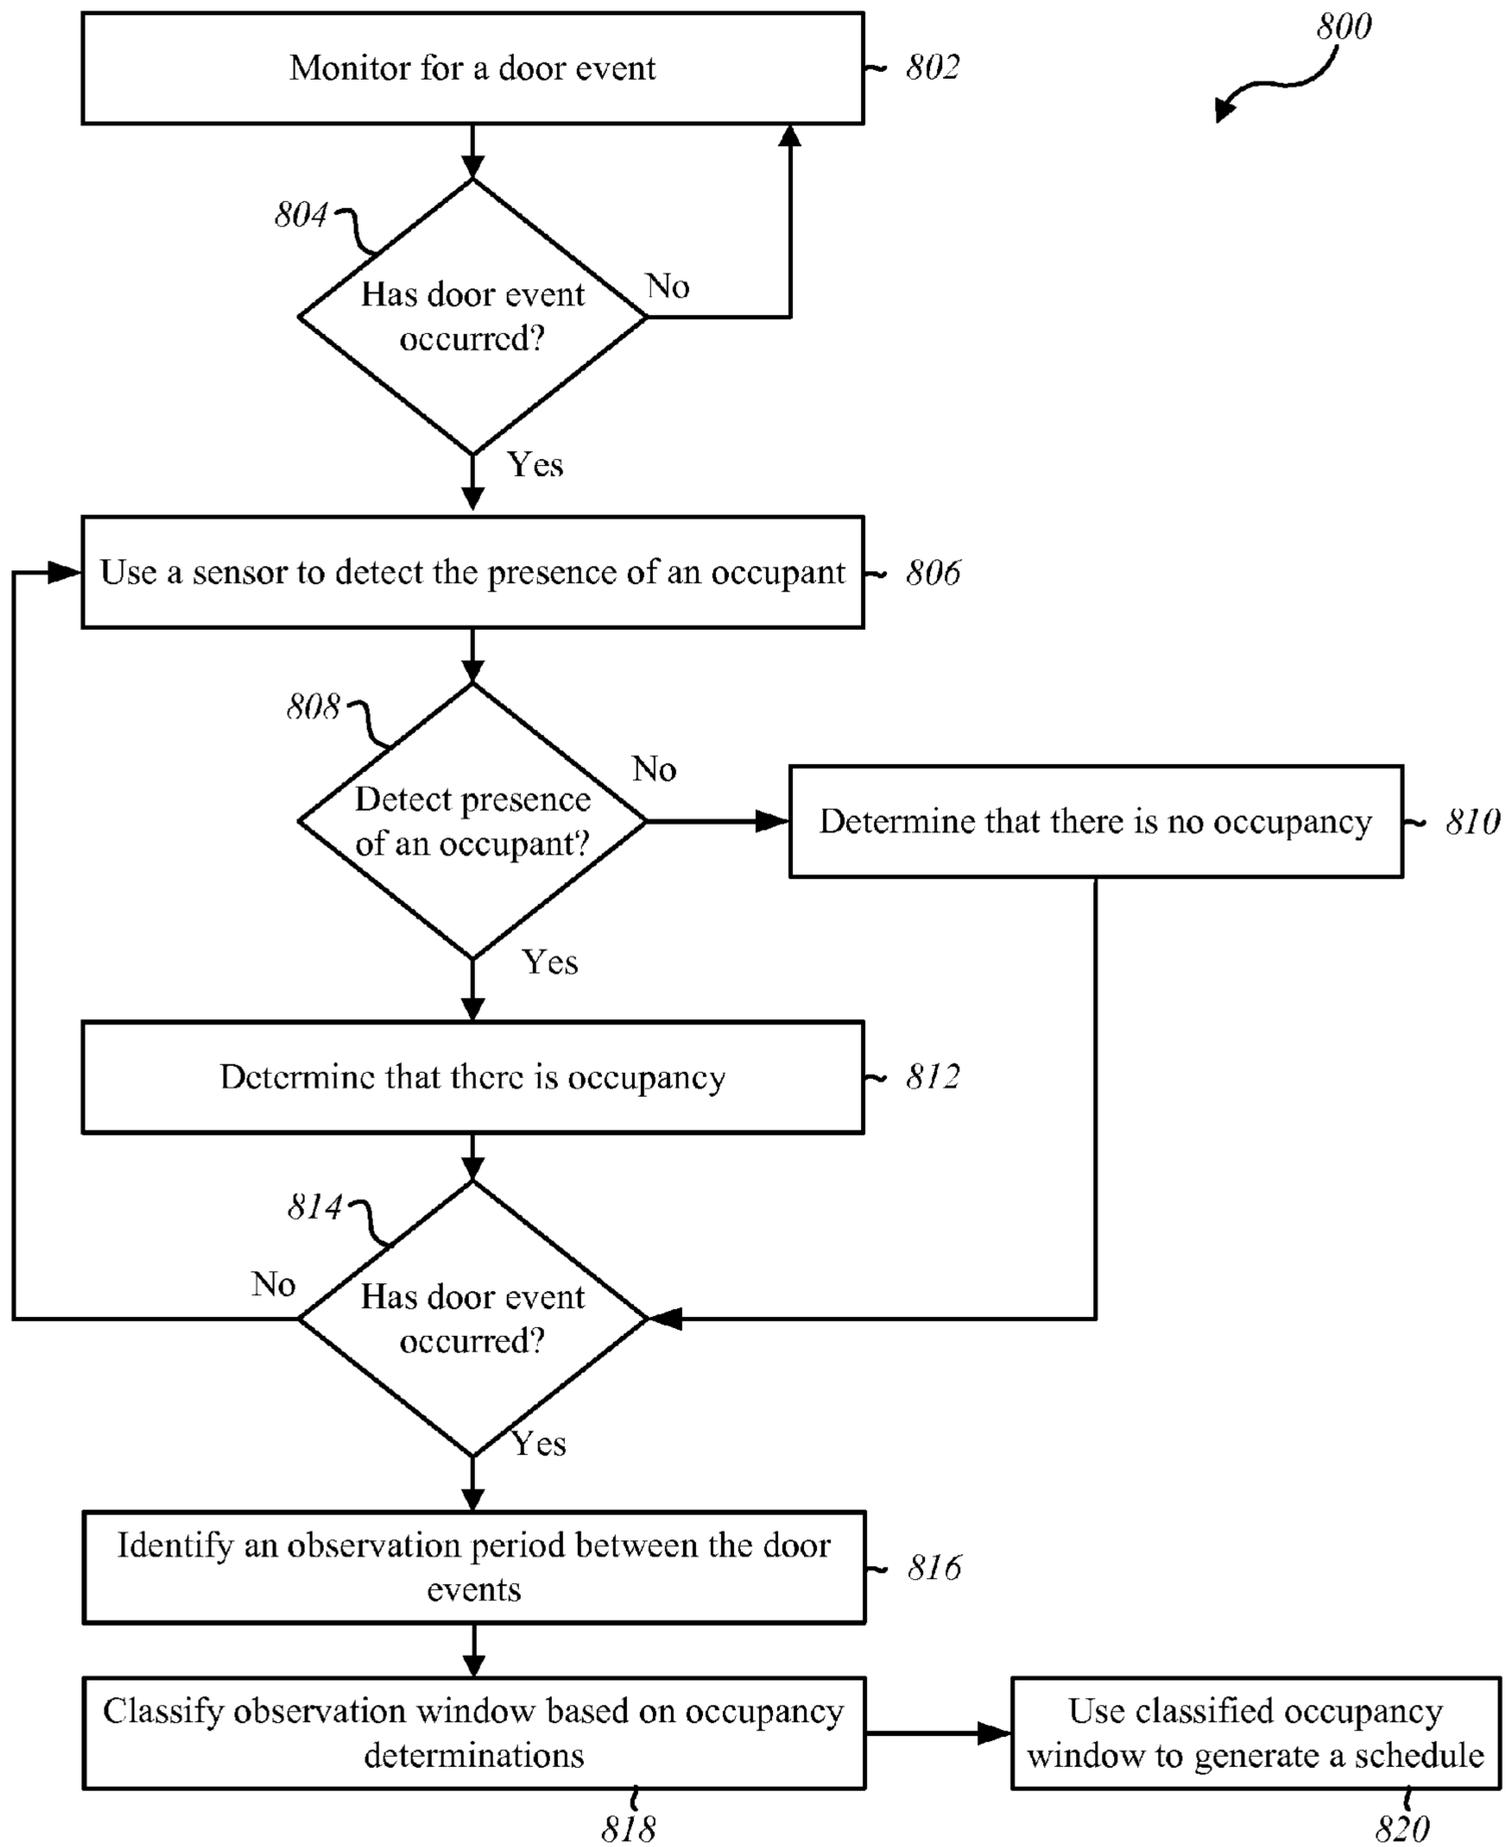 800
Monitor for a door event
802
804
Has door event
occurred?
No
Yes
Use a sensor to detect the presence of an occupant
806
808
Detect presence
of an occupant?
No
Determine that there is no occupancy
810
Yes
Determine that there is occupancy
812
814
Has door event
occurred?
No
Yes
Identify an observation period between the door
events
816
Classify observation window based on occupancy
determinations
818
Use classified occupancy
window to generate a schedule
820